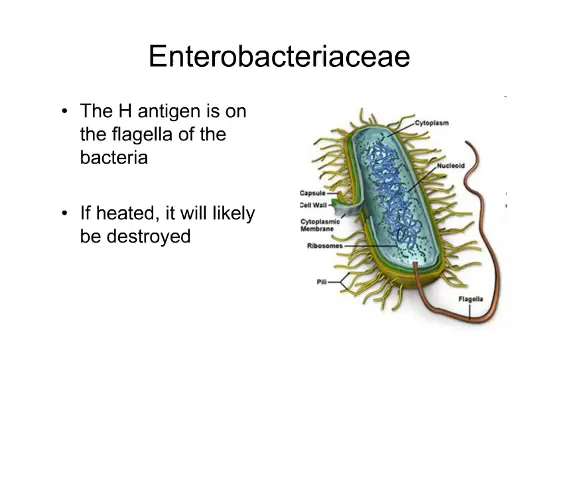 Enterobacteriaceae
• The H antigen is on
the flagella of the
bacteria
• If heated, it will likely
be destroyed
Cytoplasm
Nucleoid
Capsule
Cell Wall
Cytoplasmic
Membrane
Ribosomes
Pili
Flagella